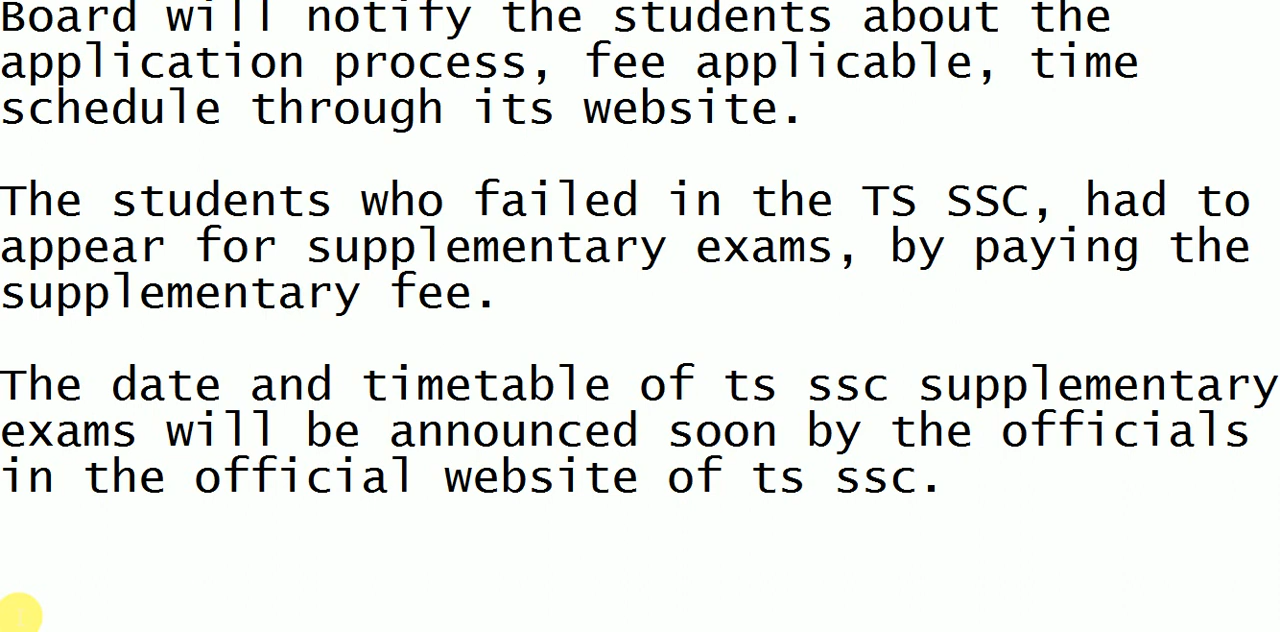 Board will notify the students about the
application process, fee applicable, time
schedule through its website.
The students who failed in the TS SSC, had to
appear for supplementary exams, by paying the
supplementary fee.
The date and timetable of ts ssc supplementary
exams will be announced soon by the officials
in the official website of ts ssc.